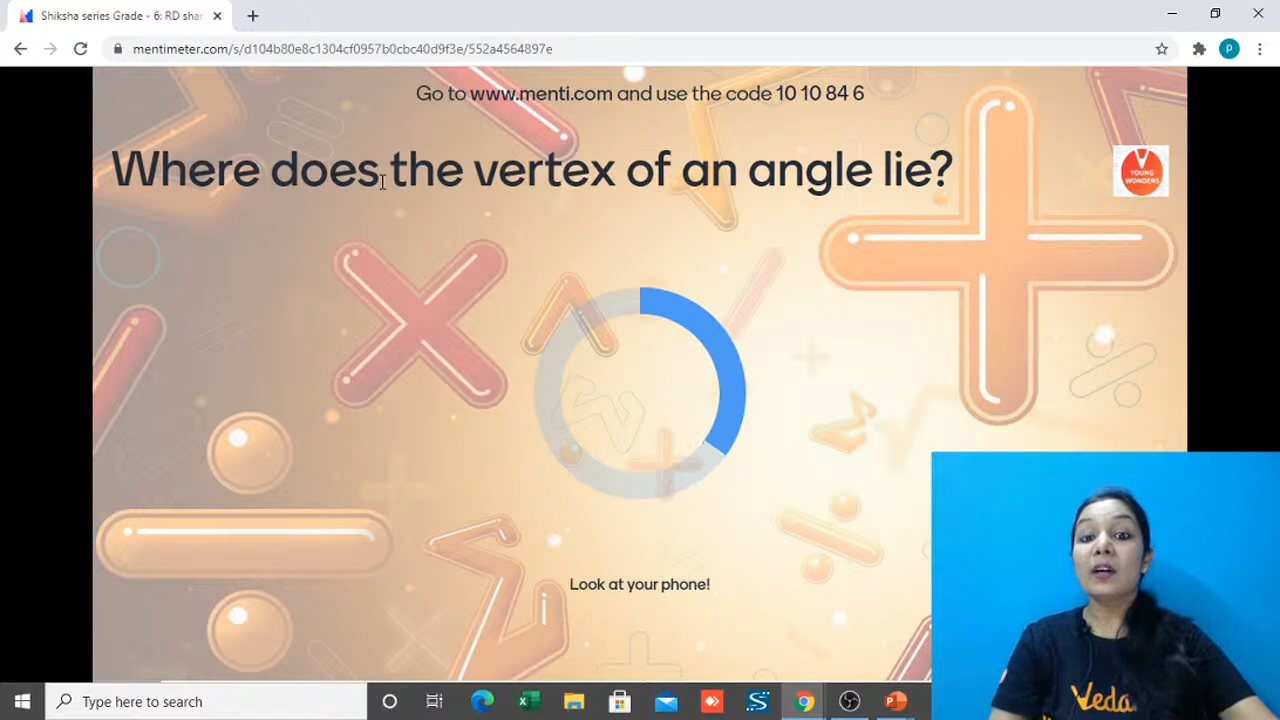 Shiksha series Grade - 6: RD shar
mentimeter.com/s/d104b80e8c1304cf0957b0cbc40d9f3e/552a4564897e
P
Go to www.menti.com and use the code 10 10 84 6
Where does the vertex of an angle lie?
V
YOUNG
WONDERS
Look at your phone!
Veda
Type here to search